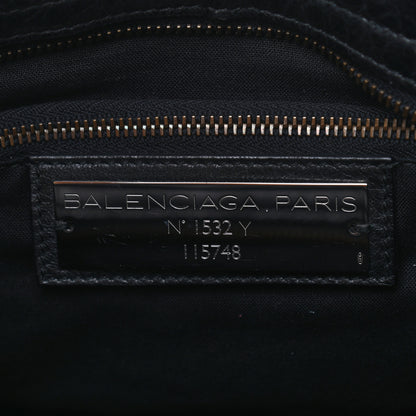 BALENCIAGA. PARIS
N° 1532 Y
115748